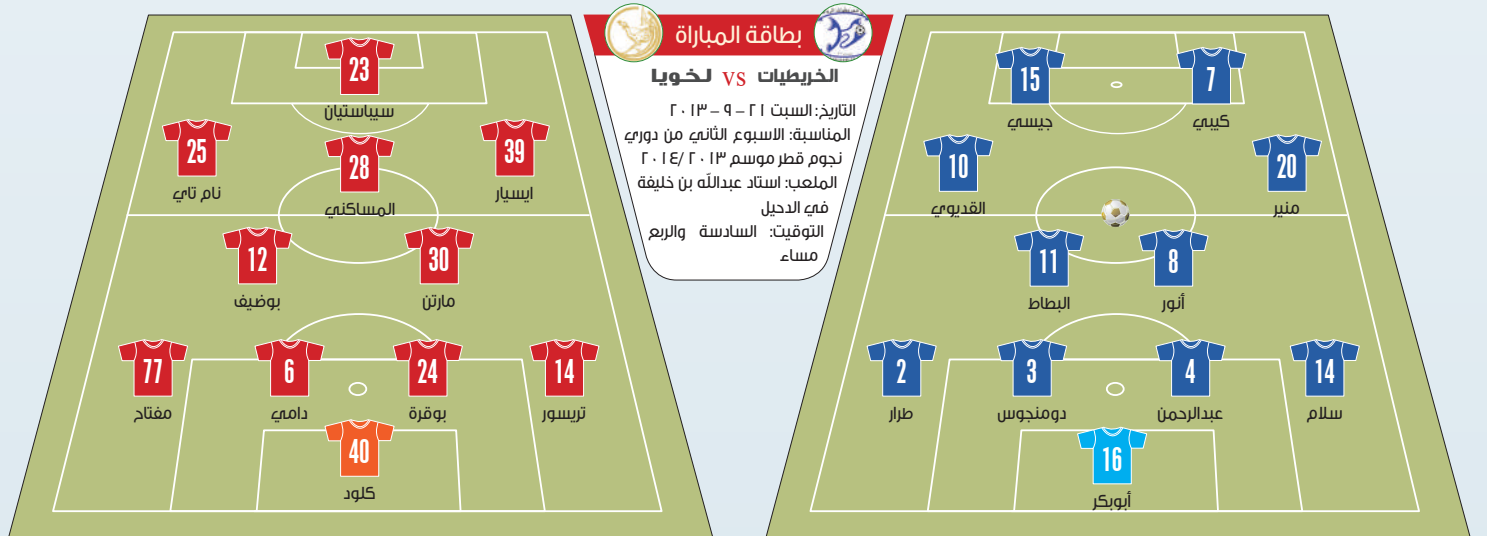 بطاقة المباراة
الخريطيات vs لخويا
التاريخ: السبت ٢١ – ٩ – ٢٠١٣
المناسبة: الاسبوع الثاني من دوري
نجوم قطر موسم ٢٠١٣ /٢٠١٤
الملعب: استاد عبدالله بن خليفة
في الدحيل
التوقيت: السادسة والربع
مساء
7
15
كيبي
جيسي
20
10
منير
القديوي
8
11
أنور
البطاط
14
4
3
2
سلام
عبدالرحمن
دومنجوس
طرار
16
أبوبكر
23
سيباستيان
39
28
25
ايسيار
المساكني
نام تاي
30
12
مارتن
بوضيف
14
24
6
77
تريسور
بوقرة
دامي
مفتاح
40
كلود